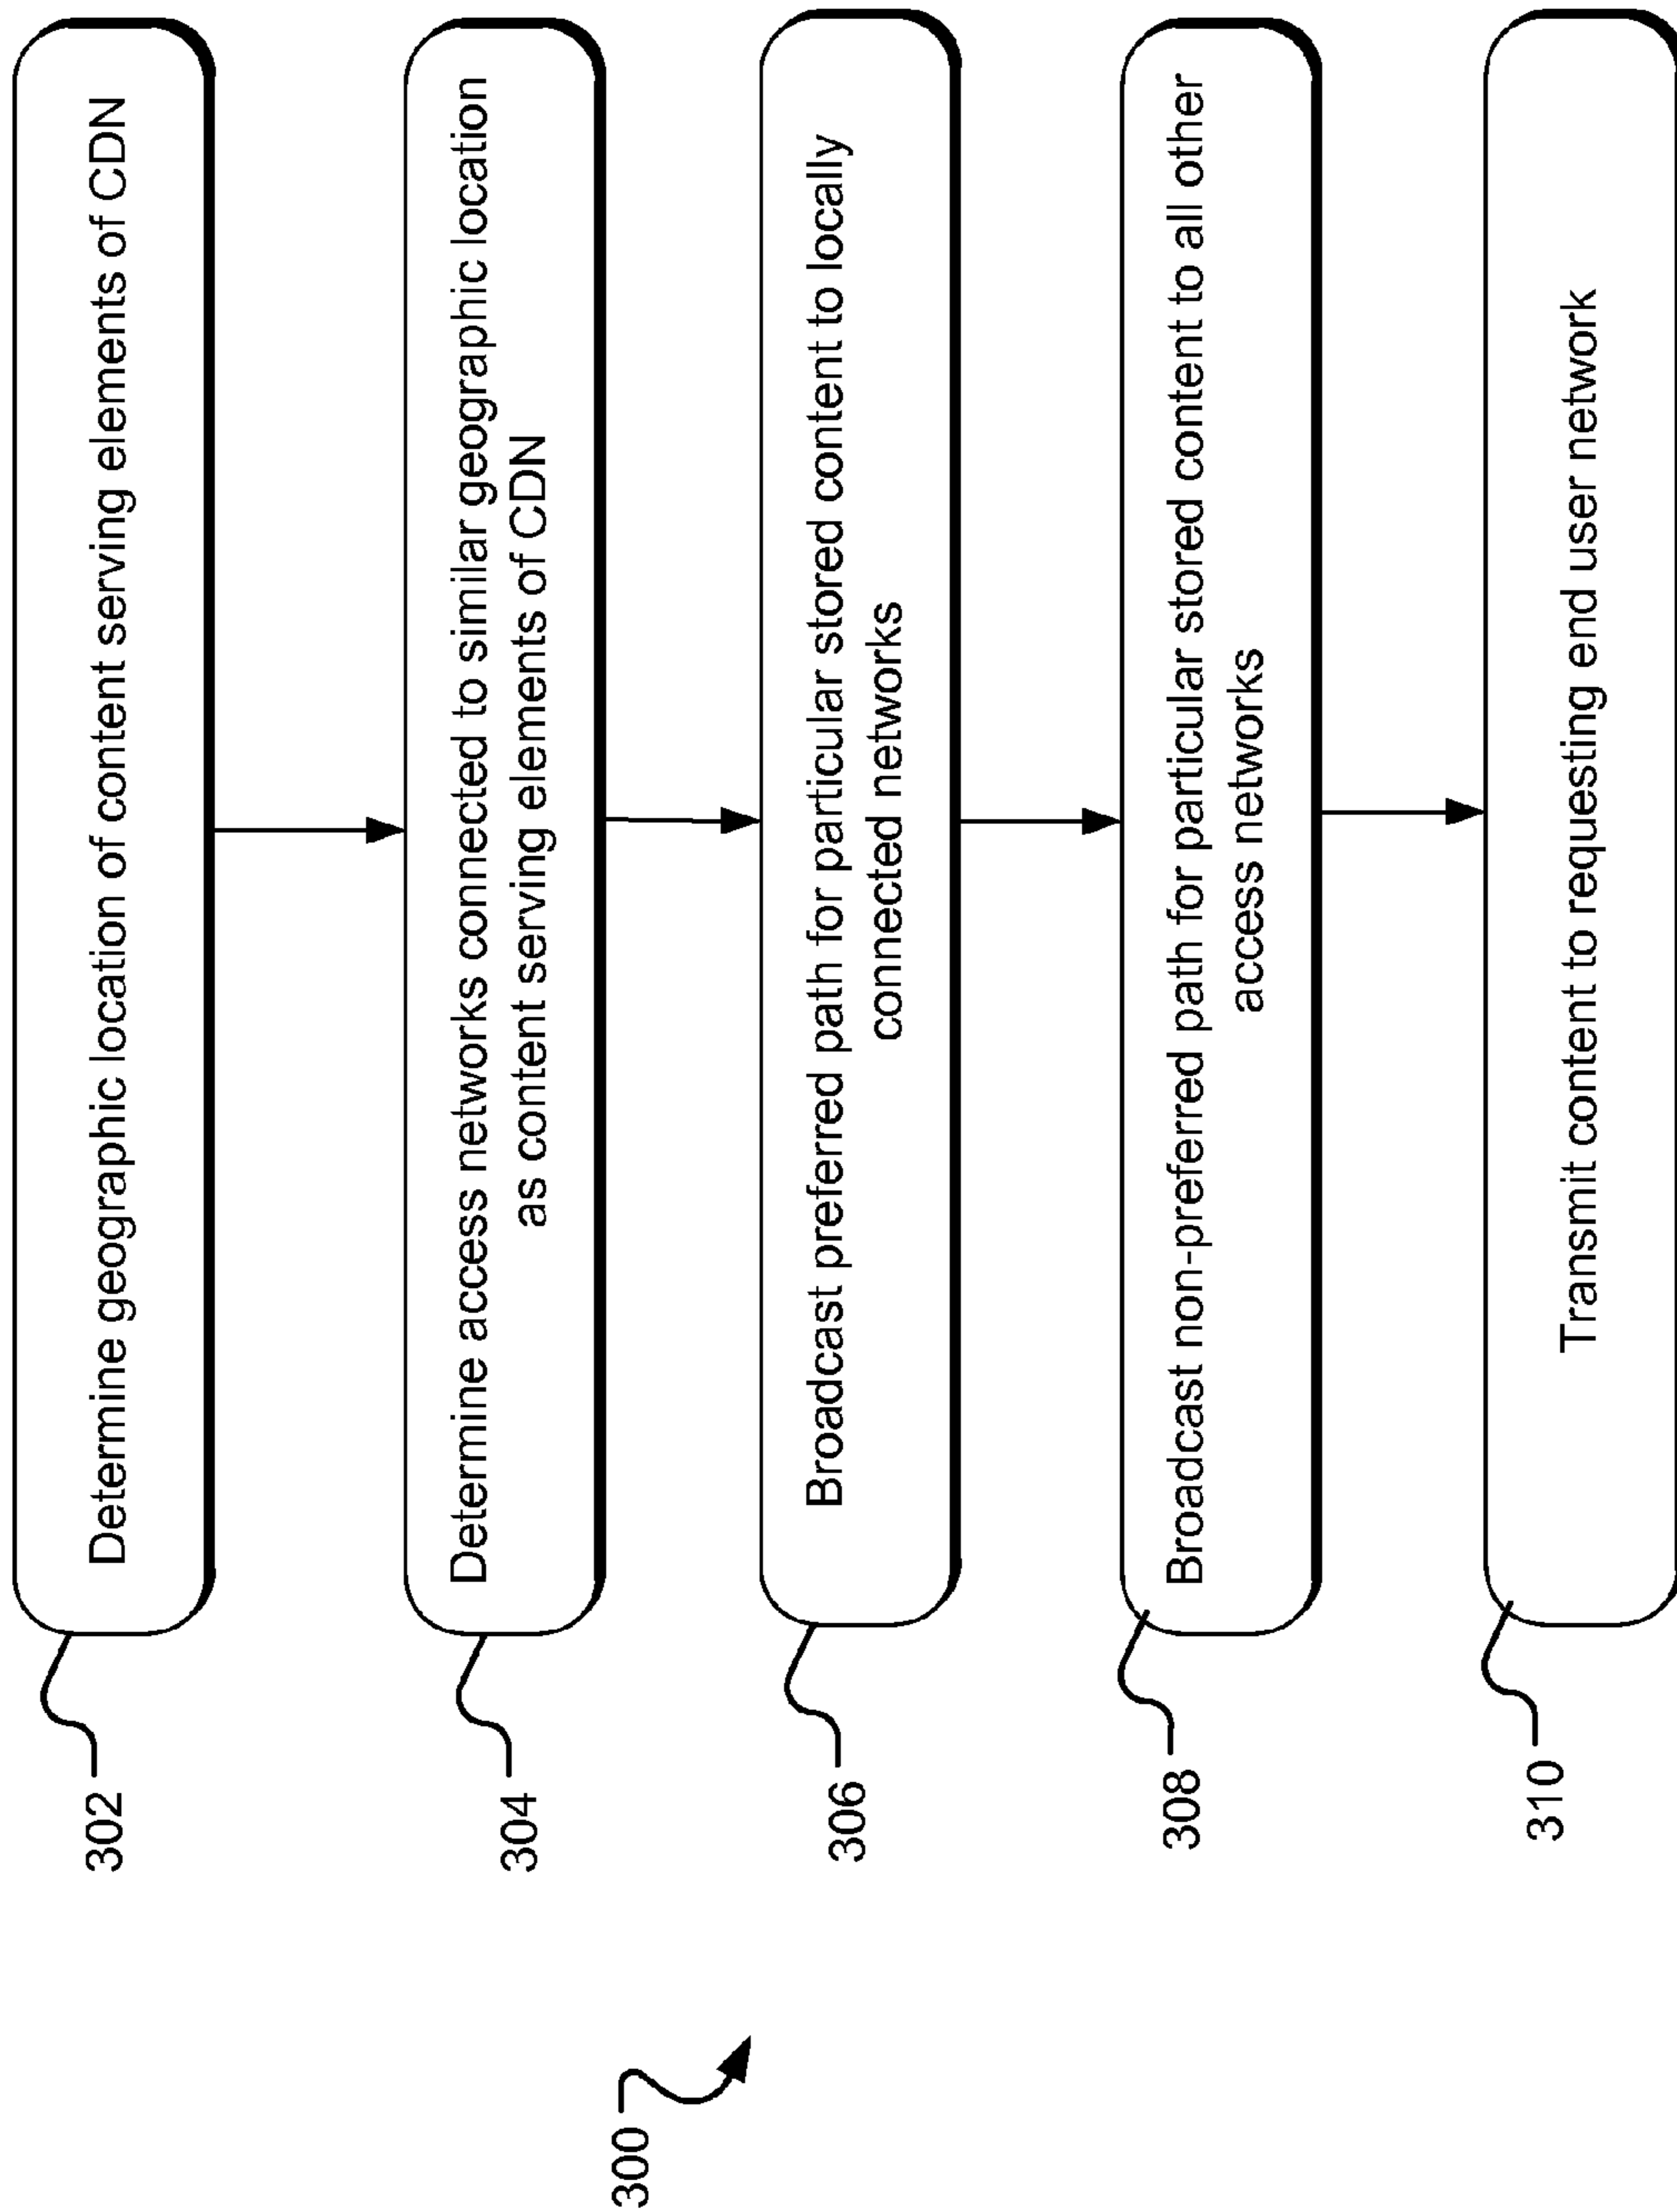 300
302
Determine geographic location of content serving elements of CDN
304
Determine access networks connected to similar geographic location
as content serving elements of CDN
306
Broadcast preferred path for particular stored content to locally
connected networks
308
Broadcast non-preferred path for particular stored content to all other
access networks
310
Transmit content to requesting end user network